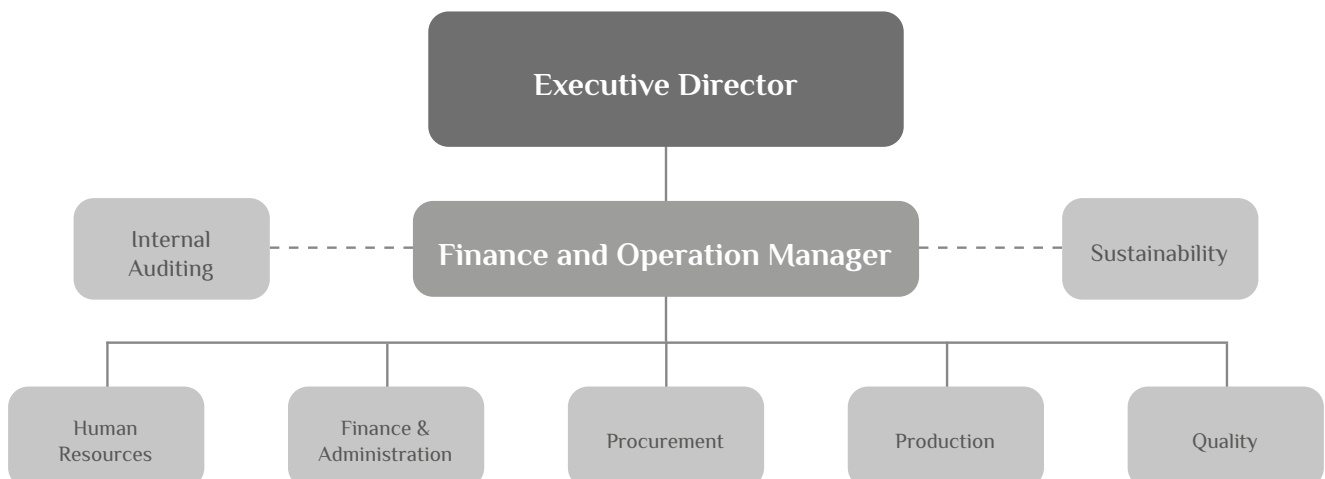 Executive Director
Internal
Auditing
Finance and Operation Manager
Sustainability
Human
Resources
Finance &
Administration
Procurement
Production
Quality